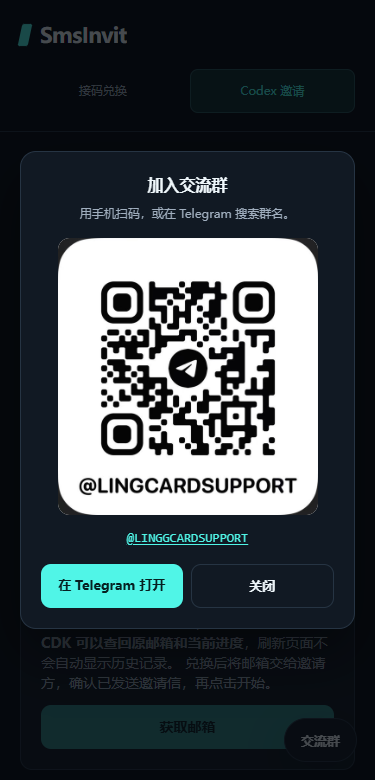 SmsInvit
接码兑换
Codex 邀请
加入交流群
用手机扫码，或在 Telegram 搜索群名。
@LINGCARDSUPPORT
@LINGGCARDSUPPORT
在 Telegram 打开
关闭
CDK 可以查回原邮箱和当前进度，刷新页面不
会自动显示历史记录。 兑换后将邮箱交给邀请
方，确认已发送邀请信，再点击开始。
获取邮箱
交流群